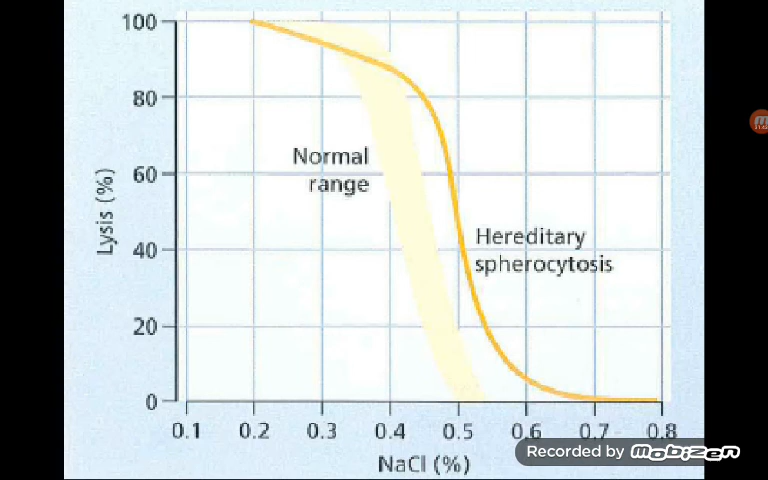 100
80
60
40
20
0
Lysis (%)
Normal
range
Hereditary
spherocytosis
0.1 0.2 0.3 0.4 0.5 0.6 0.7 0.8
NaCl (%)
Recorded by mobizen